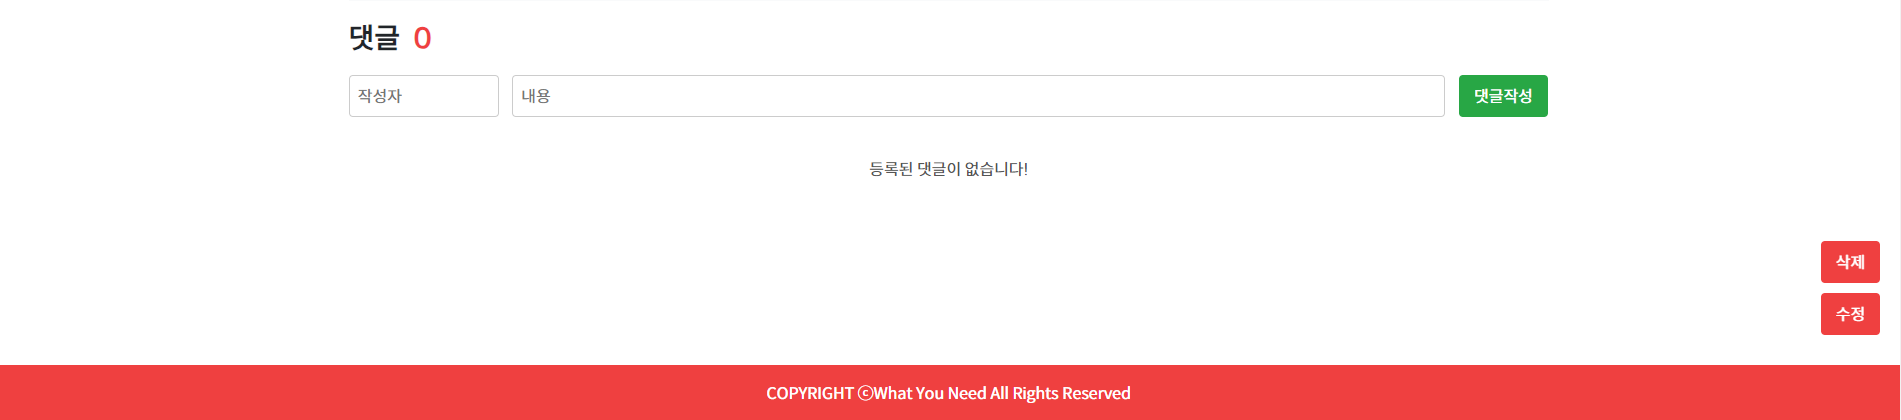 댓글 0
작성자 내용 댓글작성
등록된 댓글이 없습니다!
삭제
수정
COPYRIGHT ⓒWhat You Need All Rights Reserved